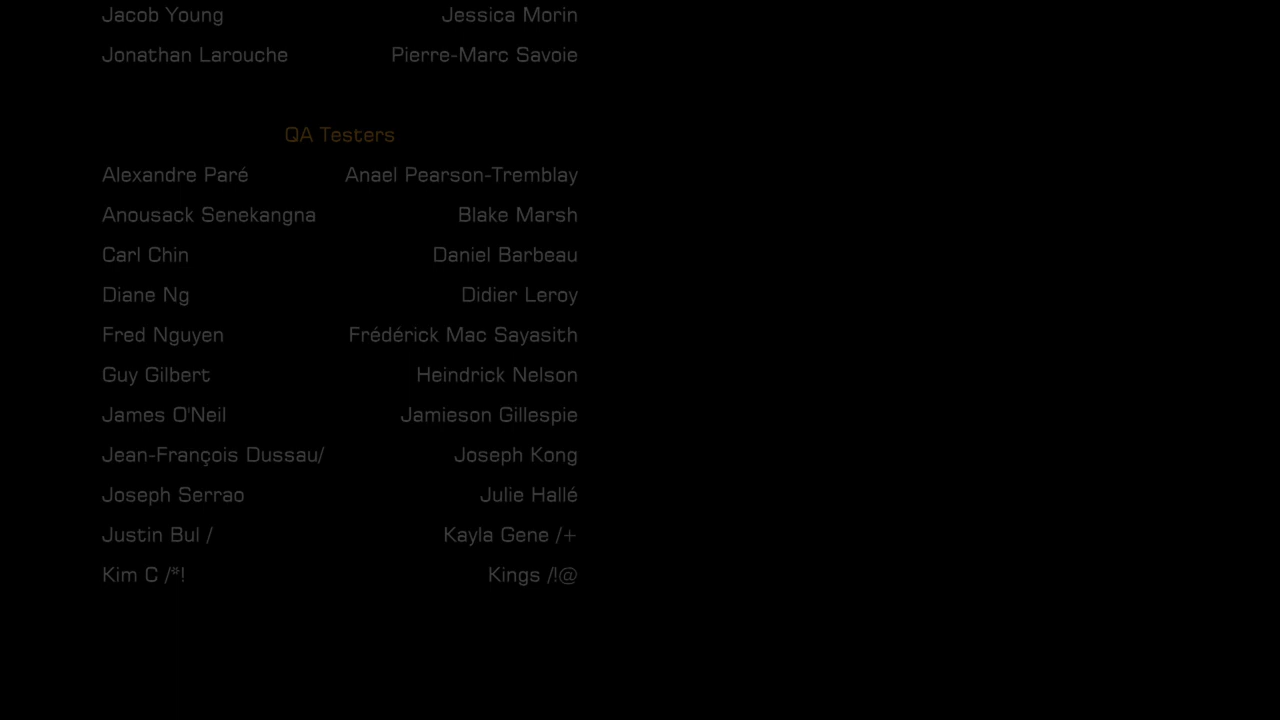 Jacob Young Jessica Morin
Jonathan Larouche Pierre-Marc Savoie
QA Testers
Alexandre Paré Anael Pearson-Tremblay
Anousack Senekangna Blake Marsh
Carl Chin Daniel Barbeau
Diane Ng Didier Leroy
Fred Nguyen Frédérick Mac Sayasith
Guy Gilbert Heindrick Nelson
James O'Neil Jamieson Gillespie
Jean-François Dussau/ Joseph Kong
Joseph Serrao Julie Hallé
Justin Bul / Kayla Gene /+
Kim C /*! Kings /!@